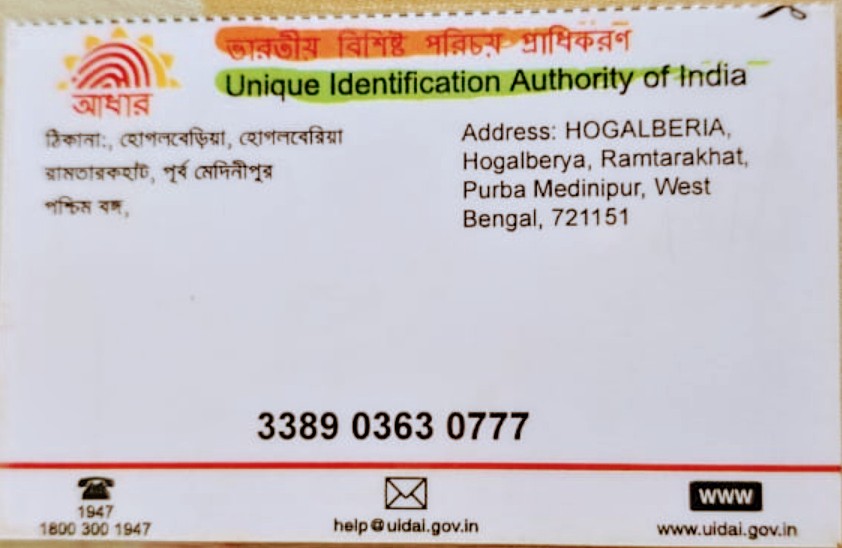 ভারতীয় বিশিষ্ট পরিচয় প্রাধিকরণ
Unique Identification Authority of India
আধার
ঠিকানা:, হোগলবেড়িয়া, হোগলবেরিয়া
রামতারকহাট, পূর্ব মেদিনীপুর
পশ্চিম বঙ্গ,
Address: HOGALBERIA,
Hogalberya, Ramtarakhat,
Purba Medinipur, West
Bengal, 721151
3389 0363 0777
1947
1800 300 1947
help@uidai.gov.in
WWW
www.uidai.gov.in